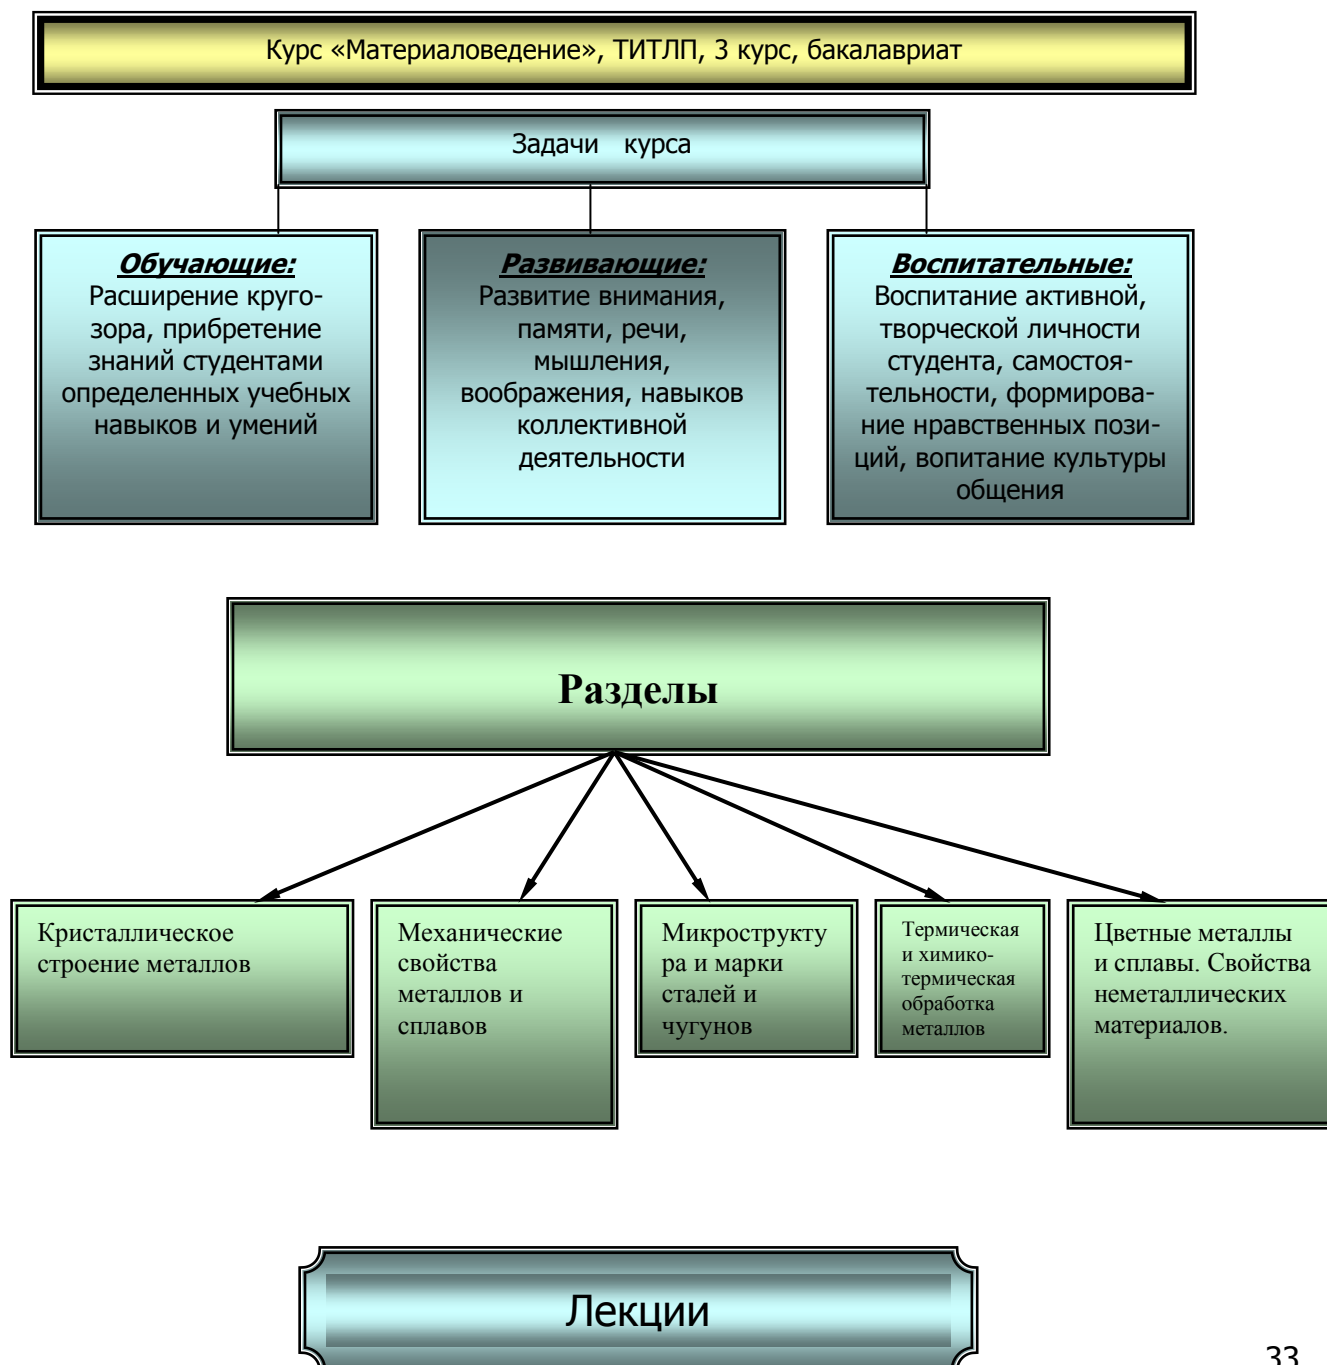 Курс «Материаловедение», ТИТЛП, 3 курс, бакалавриат
Задачи курса
Обучающие:
Расширение круго-
зора, прибретение
знаний студентами
определенных учебных
навыков и умений
Развивающие:
Развитие внимания,
памяти, речи,
мышления,
воображения, навыков
коллективной
деятельности
Воспитательные:
Воспитание активной,
творческой личности
студента, самостоя-
тельности, формирова-
ние нравственных пози-
ций, вопитание культуры
общения
Разделы
Кристаллическое
строение металлов
Механические
свойства
металлов и
сплавов
Микрострукту
ра и марки
сталей и
чугунов
Термическая
и химико-
термическая
обработка
металлов
Цветные металлы
и сплавы. Свойства
неметаллических
материалов.
Лекции
33